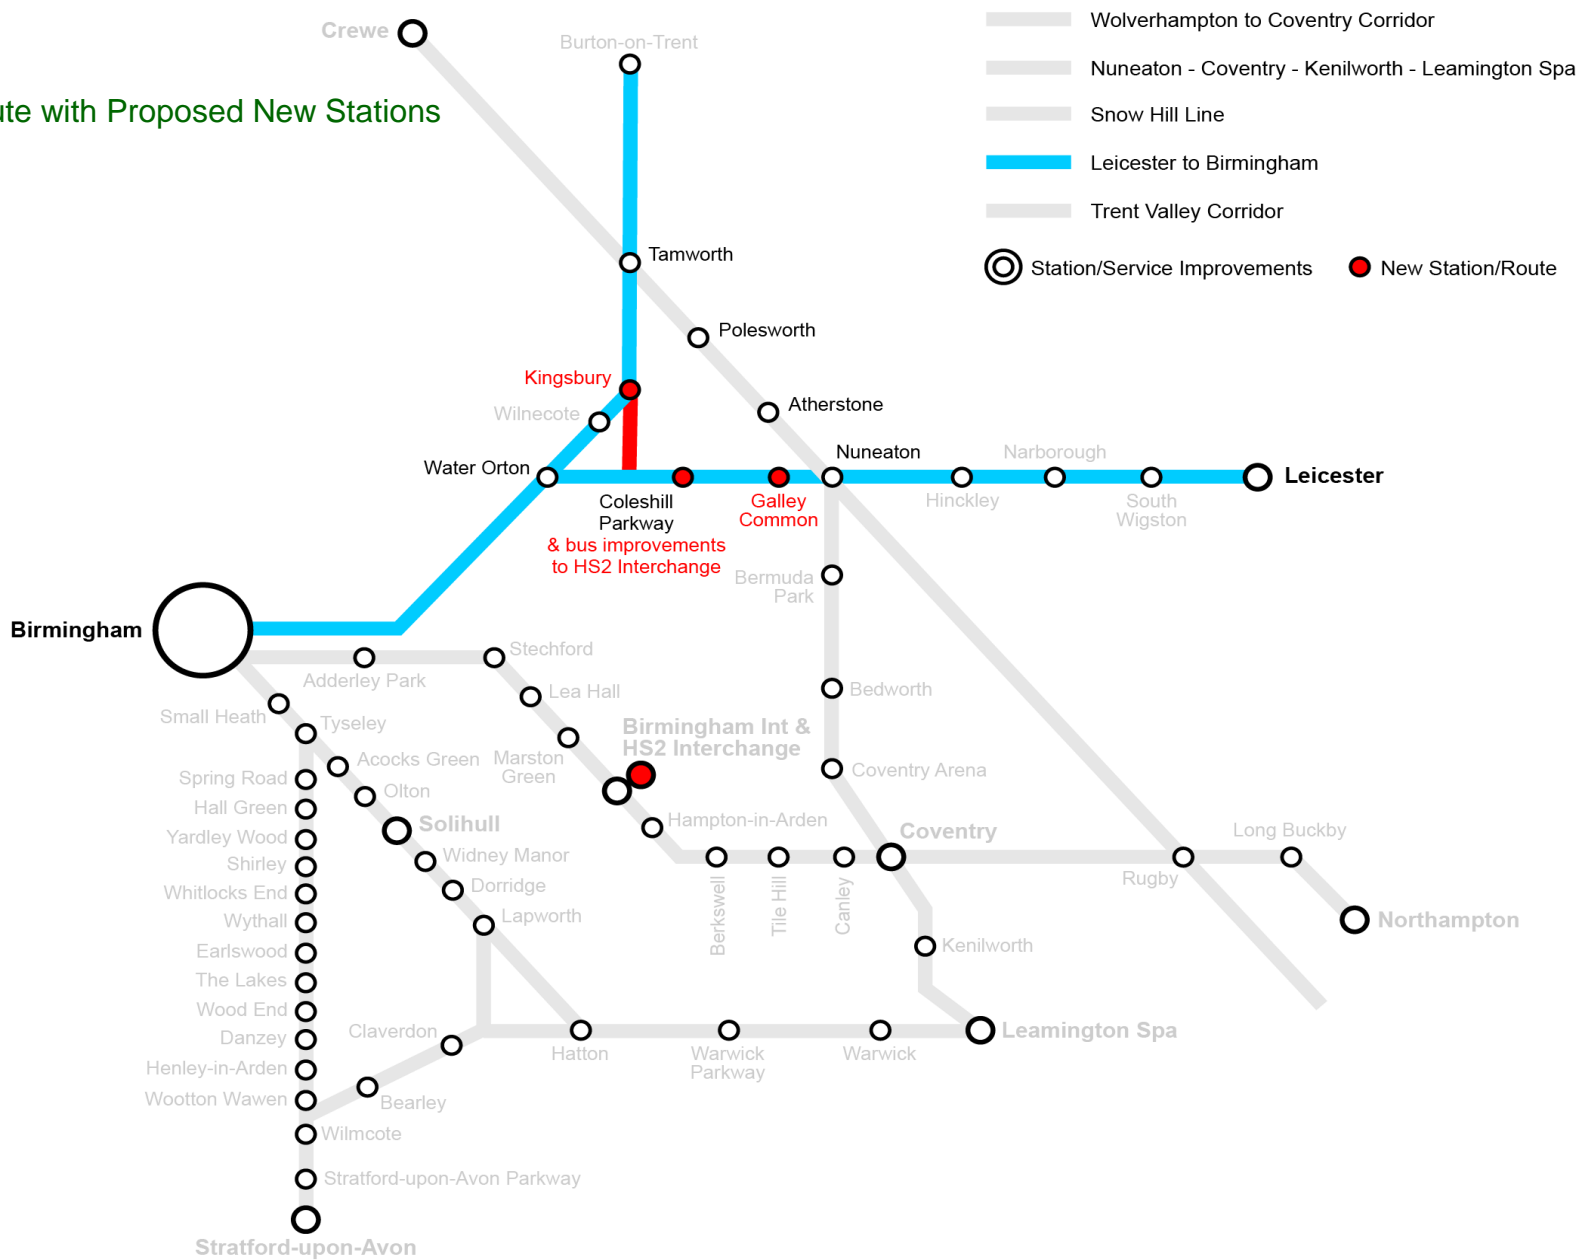 Crewe
Burton-on-Trent
ute with Proposed New Stations
Wolverhampton to Coventry Corridor
Nuneaton - Coventry - Kenilworth - Leamington Spa
Snow Hill Line
Leicester to Birmingham
Trent Valley Corridor
Station/Service Improvements
New Station/Route
Tamworth
Polesworth
Kingsbury
Wilnecote
Atherstone
Water Orton
Nuneaton
Narborough
Leicester
Coleshill
Parkway
& bus improvements
to HS2 Interchange
Galley
Common
Hinckley
South
Wigston
Bermuda
Park
Birmingham
Stechford
Adderley Park
Lea Hall
Bedworth
Small Heath
Tyseley
Birmingham Int &
HS2 Interchange
Marston
Green
Acocks Green
Coventry Arena
Spring Road
Olton
Hall Green
Solihull
Hampton-in-Arden
Coventry
Long Buckby
Yardley Wood
Widney Manor
Shirley
Dorridge
Rugby
Whitlocks End
Berkswell
Tile Hill
Canley
Wythall
Lapworth
Northampton
Earlswood
Kenilworth
The Lakes
Wood End
Danzey
Claverdon
Hatton
Warwick
Parkway
Warwick
Leamington Spa
Henley-in-Arden
Wootton Wawen
Bearley
Wilmcote
Stratford-upon-Avon Parkway
Stratford-upon-Avon